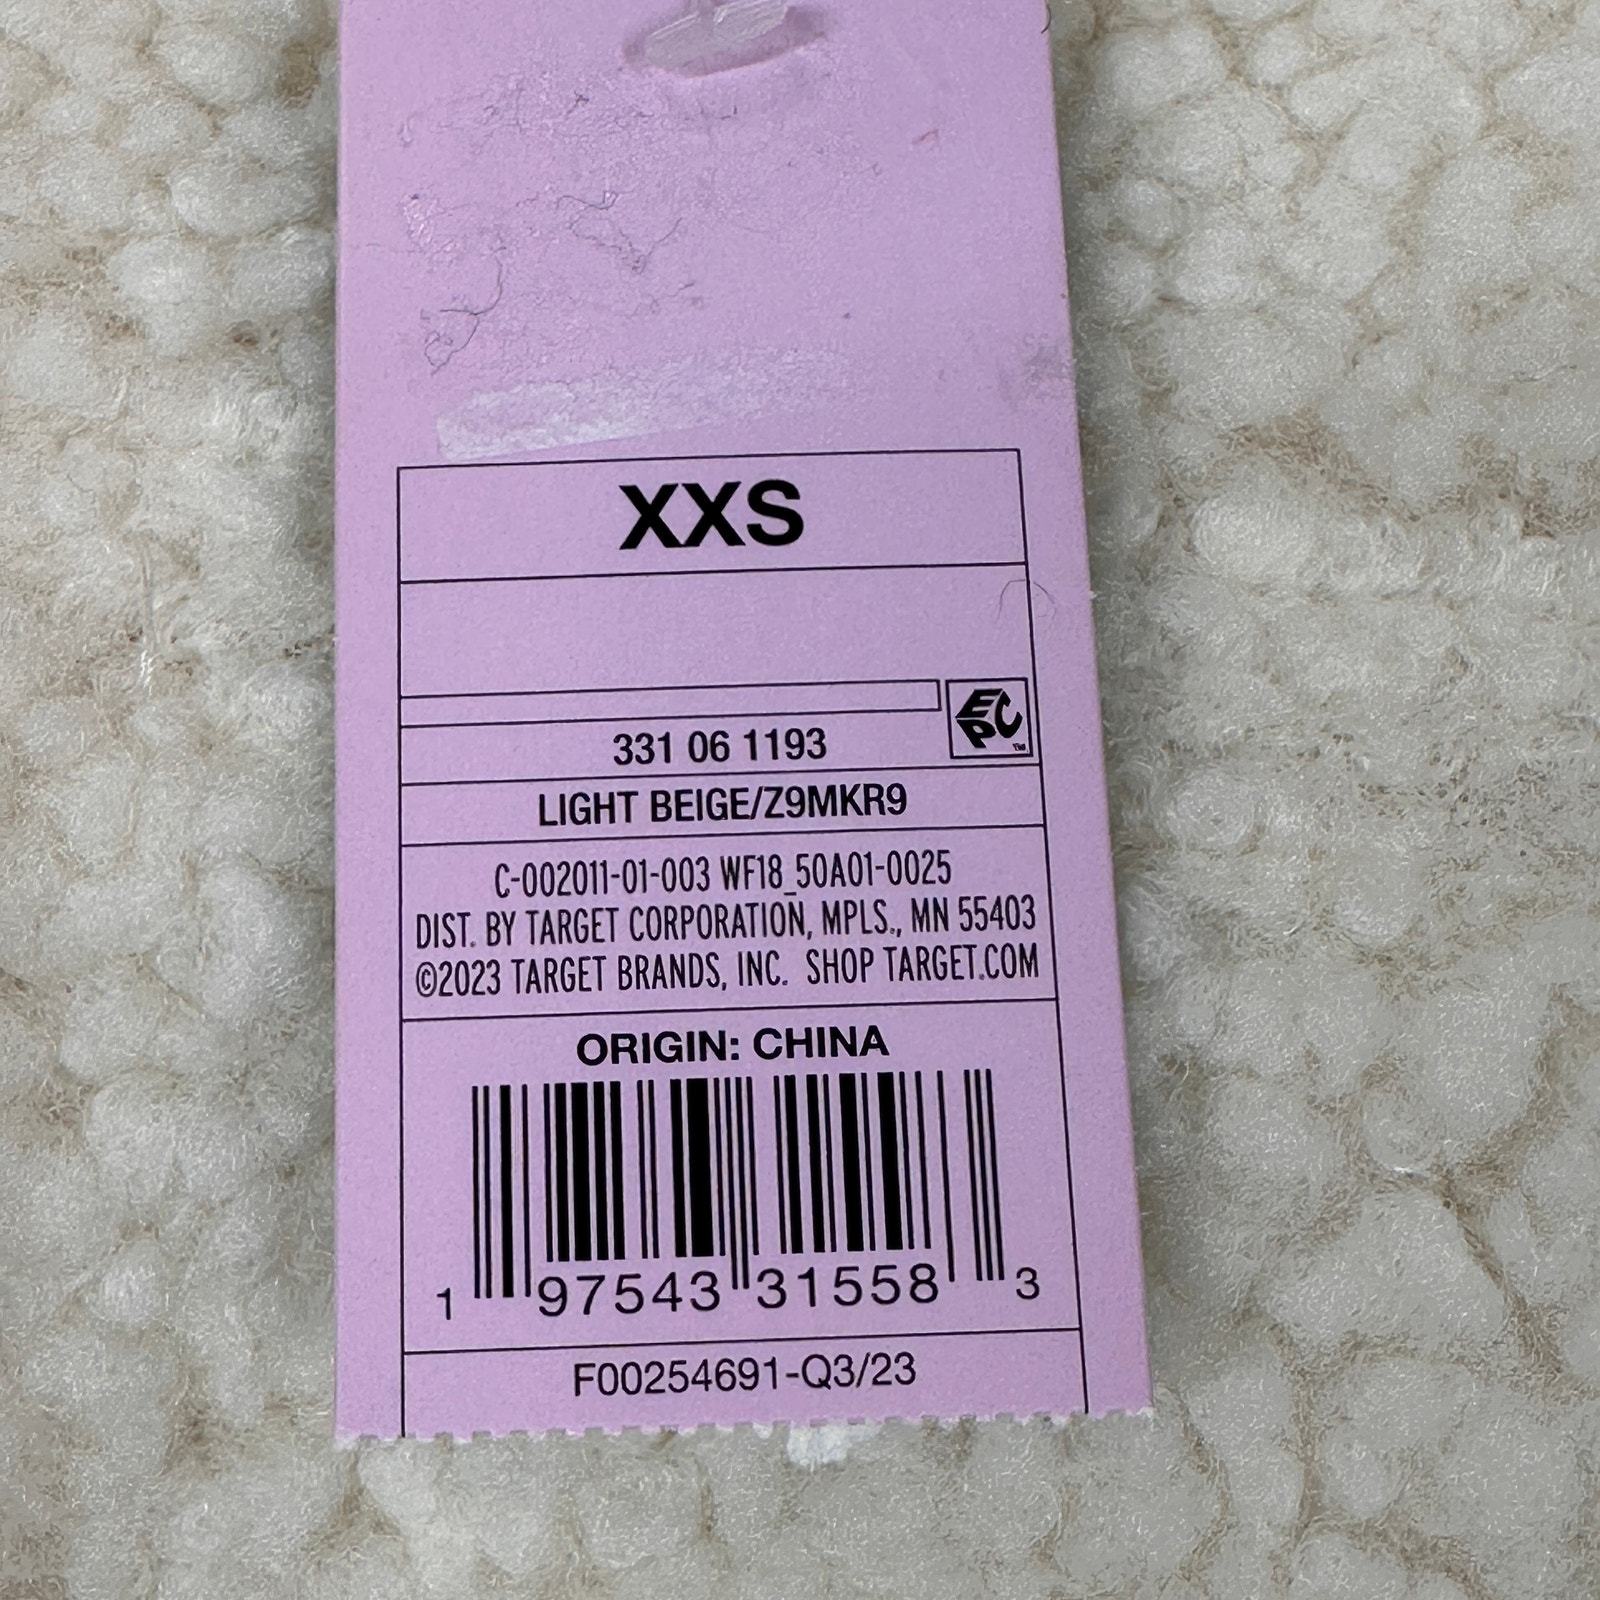 XXS
EPC™
331 06 1193
LIGHT BEIGE/Z9MKR9
C-002011-01-003 WF18_50A01-0025
DIST. BY TARGET CORPORATION, MPLS., MN 55403
©2023 TARGET BRANDS, INC. SHOP TARGET.COM
ORIGIN: CHINA
1 97543 31558 3
F00254691-Q3/23